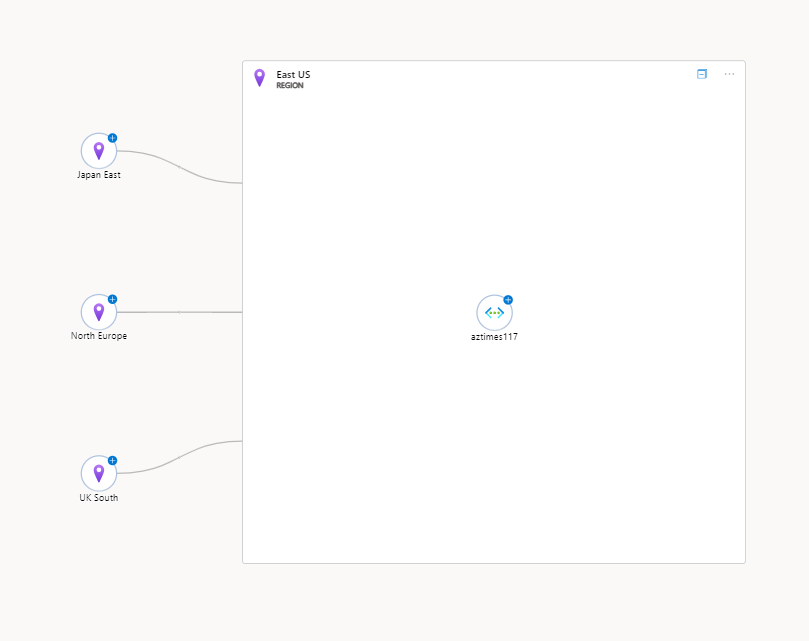 East US
REGION
Japan East
North Europe
aztimes117
UK South